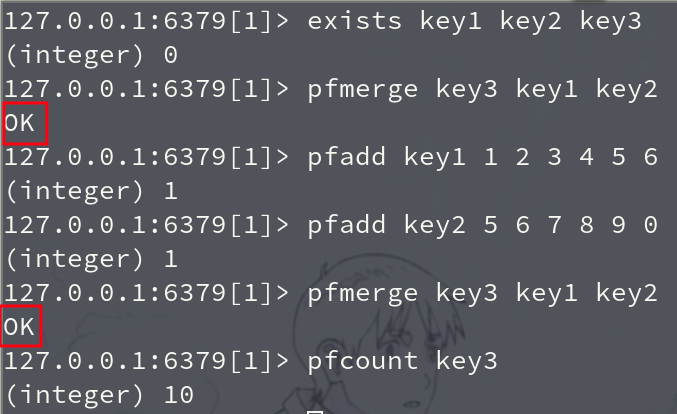 127.0.0.1:6379[1]> exists key1 key2 key3
(integer) 0
127.0.0.1:6379[1]> pfmerge key3 key1 key2
OK
127.0.0.1:6379[1]> pfadd key1 1 2 3 4 5 6
(integer) 1
127.0.0.1:6379[1]> pfadd key2 5 6 7 8 9 0
(integer) 1
127.0.0.1:6379[1]> pfmerge key3 key1 key2
OK
127.0.0.1:6379[1]> pfcount key3
(integer) 10